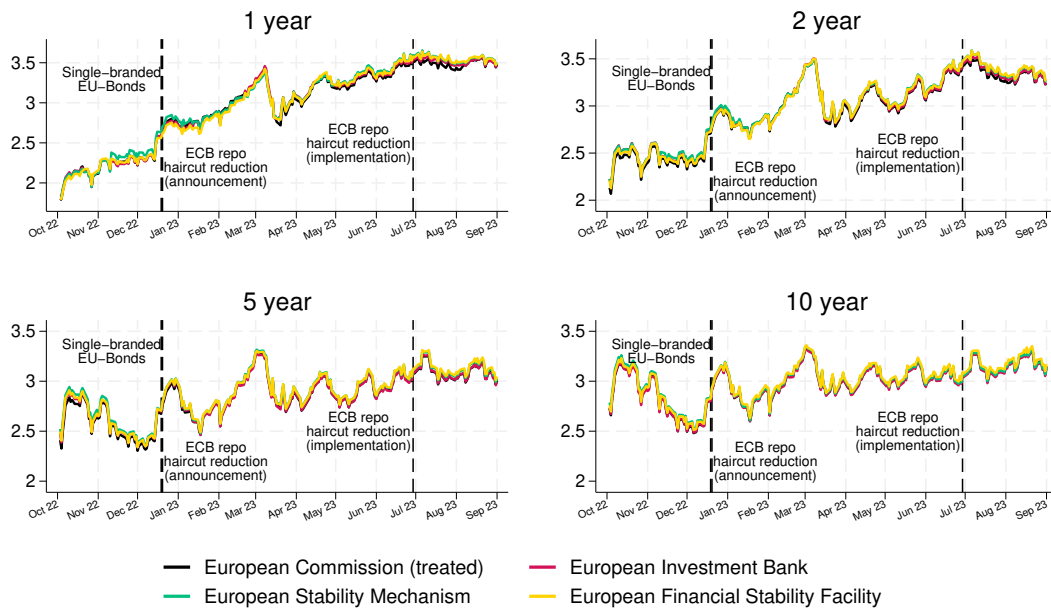 1 year
3.5
3
2.5
2
Single−branded
EU−Bonds
ECB repo
haircut reduction
(announcement)
ECB repo
haircut reduction
(implementation)
Oct 22
Nov 22
Dec 22
Jan 23
Feb 23
Mar 23
Apr 23
May 23
Jun 23
Jul 23
Aug 23
Sep 23
2 year
3.5
3
2.5
2
Single−branded
EU−Bonds
ECB repo
haircut reduction
(announcement)
ECB repo
haircut reduction
(implementation)
Oct 22
Nov 22
Dec 22
Jan 23
Feb 23
Mar 23
Apr 23
May 23
Jun 23
Jul 23
Aug 23
Sep 23
5 year
3.5
3
2.5
2
Single−branded
EU−Bonds
ECB repo
haircut reduction
(announcement)
ECB repo
haircut reduction
(implementation)
Oct 22
Nov 22
Dec 22
Jan 23
Feb 23
Mar 23
Apr 23
May 23
Jun 23
Jul 23
Aug 23
Sep 23
10 year
3.5
3
2.5
2
Single−branded
EU−Bonds
ECB repo
haircut reduction
(announcement)
ECB repo
haircut reduction
(implementation)
Oct 22
Nov 22
Dec 22
Jan 23
Feb 23
Mar 23
Apr 23
May 23
Jun 23
Jul 23
Aug 23
Sep 23
European Commission (treated)
European Investment Bank
European Stability Mechanism
European Financial Stability Facility